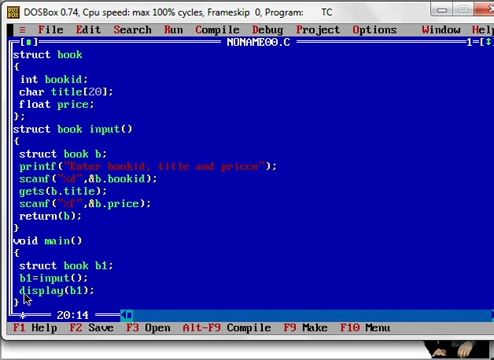 DOSBox 0.74, Cpu speed: max 100% cycles, Frameskip 0, Program: TC
≡ File Edit Search Run Compile Debug Project Options Window Help
[■] NONAME00.C 1=[↕
struct book
{
int bookid;
char title[20];
float price;
};
struct book input()
{
struct book b;
printf("Enter bookid, title and pricce");
scanf("%d",&b.bookid);
gets(b.title);
scanf("%f",&b.price);
return(b);
}
void main()
{
struct book b1;
b1=input();
display(b1);
}
20:14
F1 Help F2 Save F3 Open Alt-F9 Compile F9 Make F10 Menu